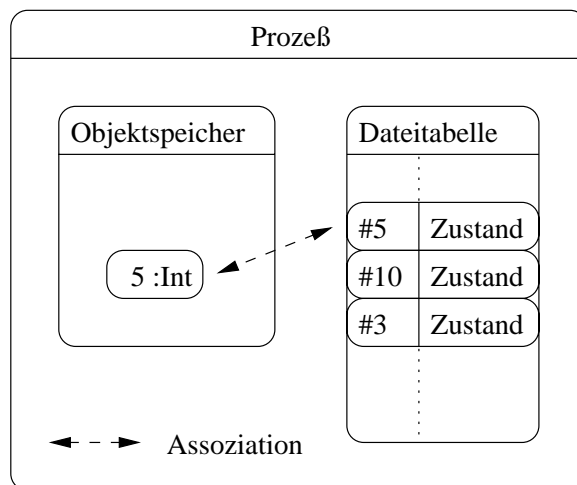 Prozeß
Objektspeicher
Dateitabelle
#5 Zustand
5 :Int
#10 Zustand
#3 Zustand
Assoziation